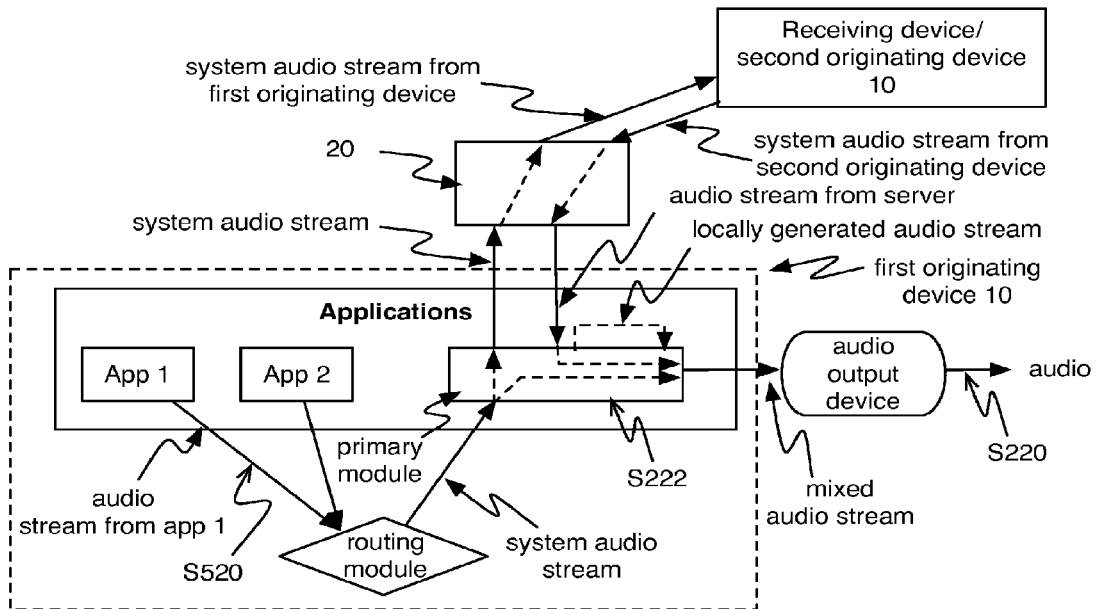 Receiving device/
second originating device
10
system audio stream from
first originating device
20
system audio stream from
second originating device
audio stream from server
system audio stream
locally generated audio stream
first originating
device 10
Applications
App 1
App 2
audio
output
device
audio
primary
module
S222
S220
audio
stream from app 1
mixed
audio stream
routing
module
system audio
stream
S520